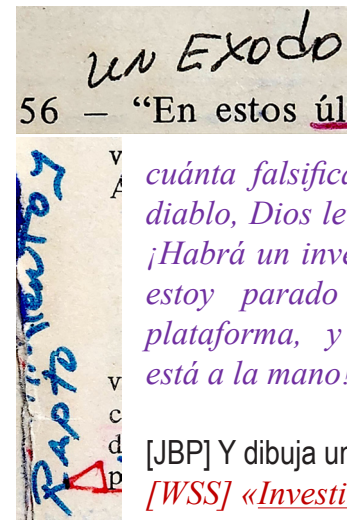 un EXODO
56 – “En estos úl
RAPTO
cuánta falsifica
diablo, Dios le
¡Habrá un inve
estoy parado
plataforma, y
está a la mano!
[JBP] Y dibuja un
[WSS] «Investi